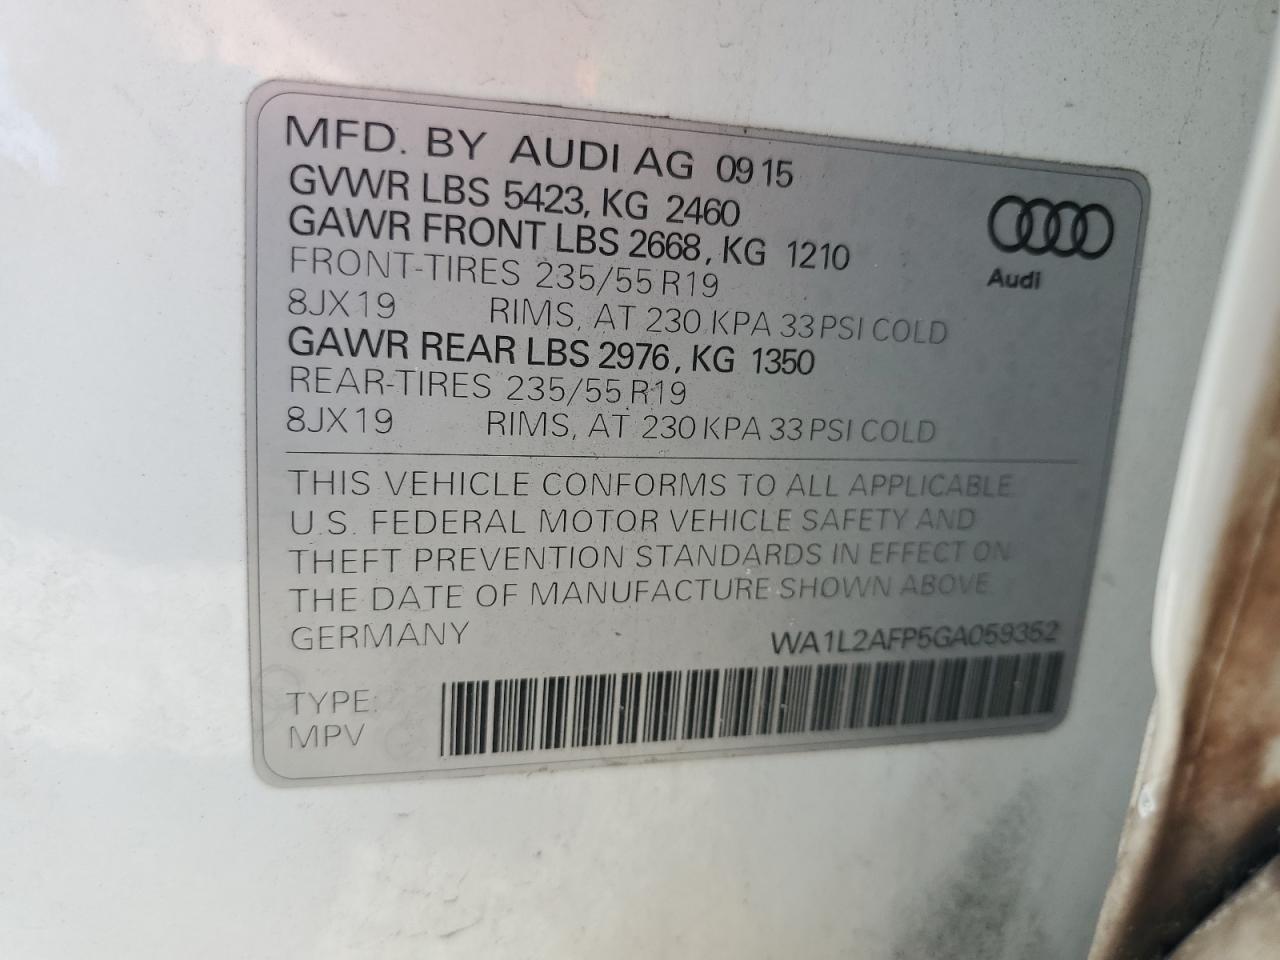 MFD. BY AUDI AG 09 15
GVWR LBS 5423, KG 2460
GAWR FRONT LBS 2668, KG 1210
FRONT-TIRES 235/55 R19
8JX19 RIMS, AT 230 KPA 33 PSI COLD
GAWR REAR LBS 2976, KG 1350
REAR-TIRES 235/55 R19
8JX19 RIMS, AT 230 KPA 33 PSI COLD
Audi
THIS VEHICLE CONFORMS TO ALL APPLICABLE
U.S. FEDERAL MOTOR VEHICLE SAFETY AND
THEFT PREVENTION STANDARDS IN EFFECT ON
THE DATE OF MANUFACTURE SHOWN ABOVE.
GERMANY WA1L2AFP5GA059352
TYPE:
MPV